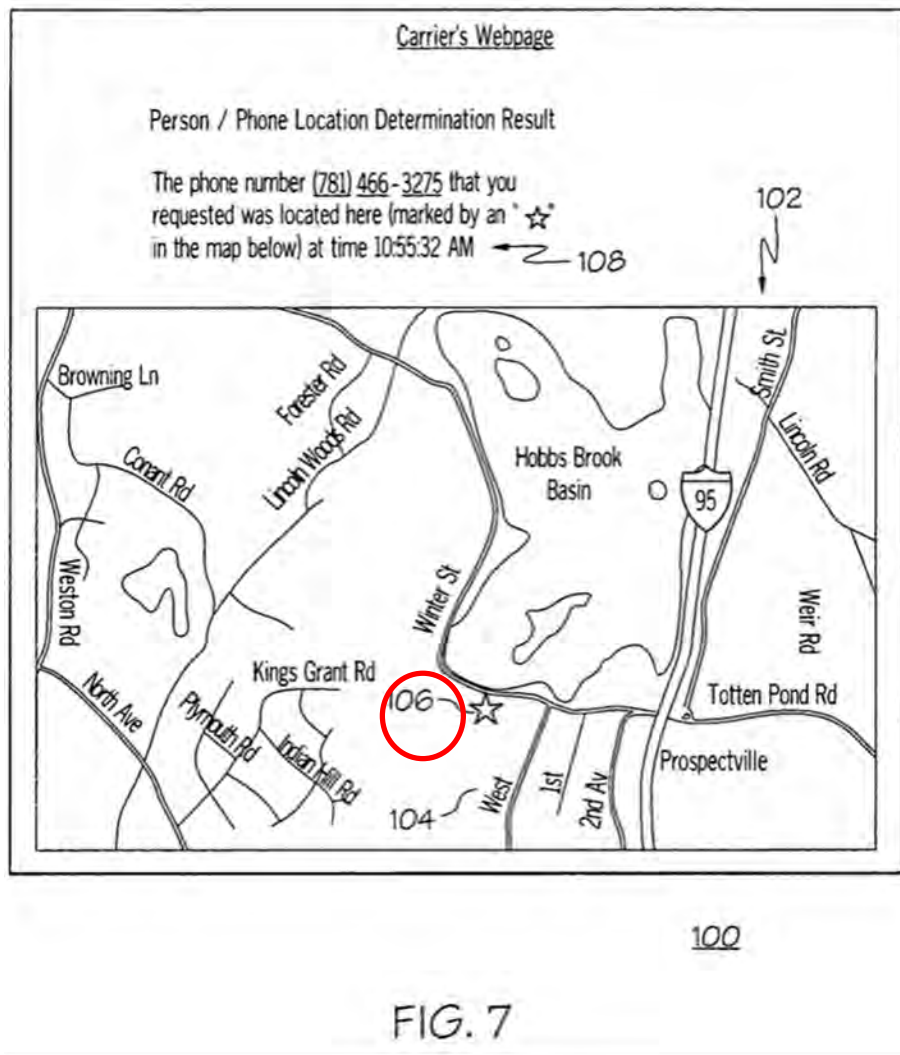 Carrier's Webpage
Person / Phone Location Determination Result
The phone number (781) 466-3275 that you
requested was located here (marked by an "☆"
in the map below) at time 10:55:32 AM
108
102
Browning Ln
Forester Rd
Smith St
Conant Rd
Lincoln Woods Rd
Lincoln Rd
Hobbs Brook
Basin
95
Weston Rd
Winter St
Weir Rd
Kings Grant Rd
North Ave
Plymouth Rd
106
Totten Pond Rd
Indian Hill Rd
Prospectville
104
West
1st
2nd Av
100
FIG. 7